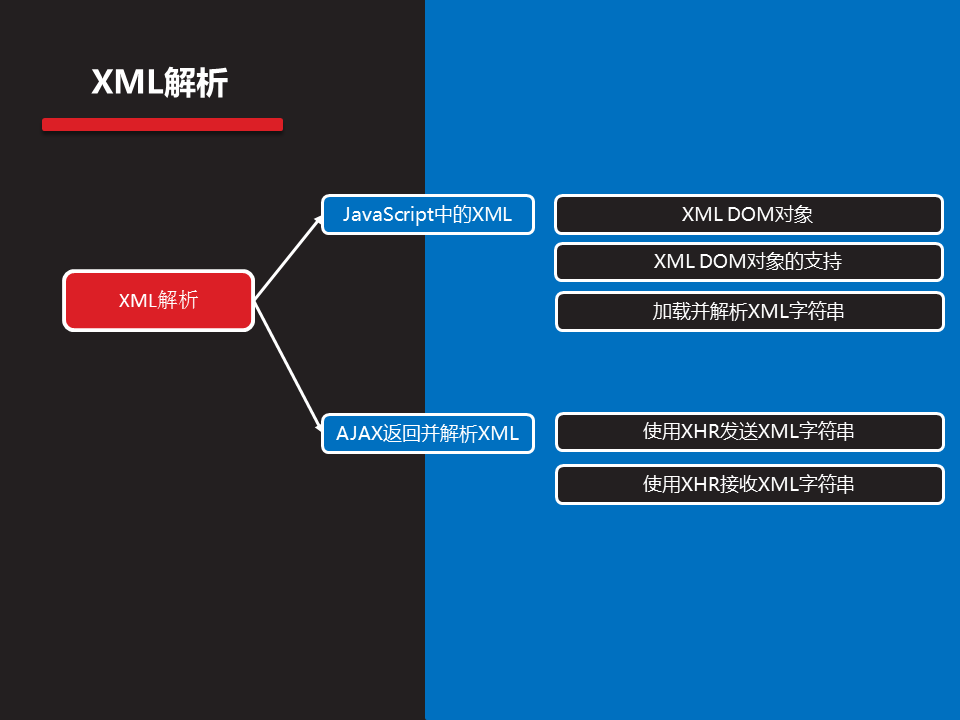 XML解析
JavaScript中的XML
XML DOM对象
XML DOM对象的支持
XML解析
加载并解析XML字符串
AJAX返回并解析XML
使用XHR发送XML字符串
使用XHR接收XML字符串